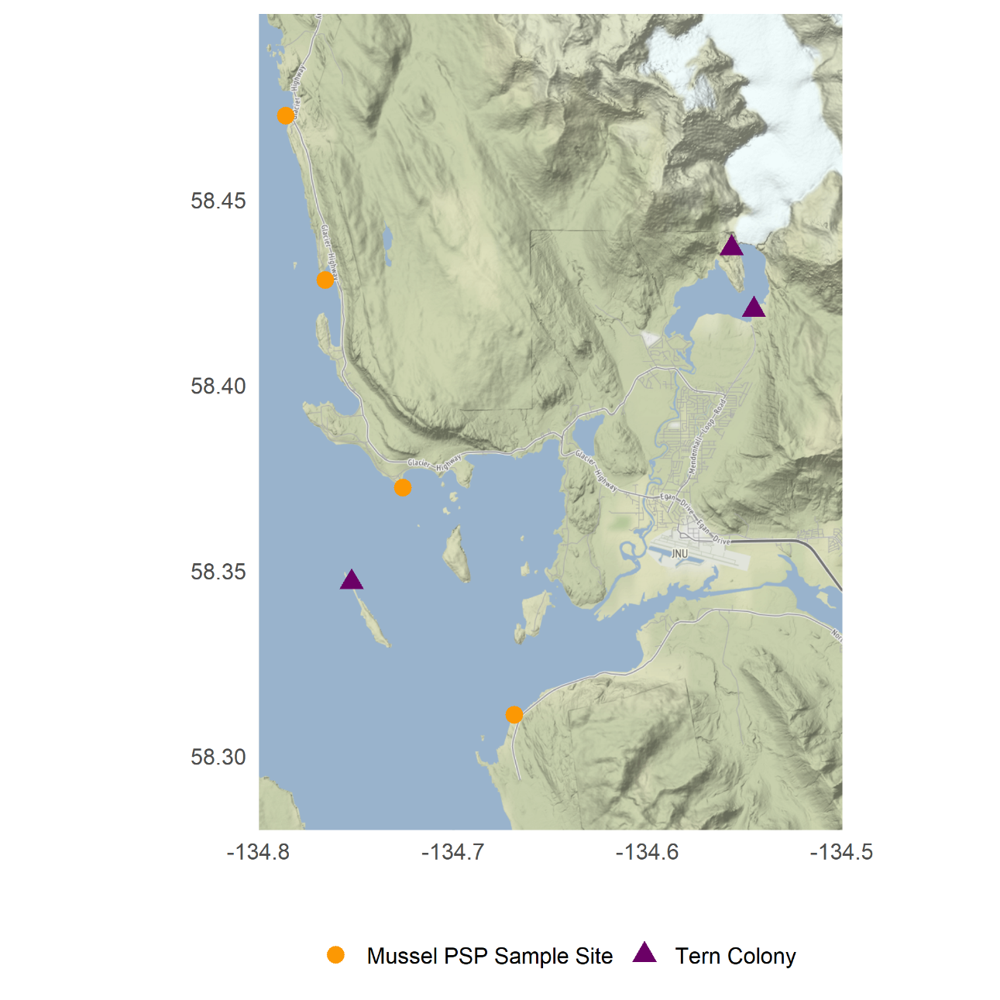 Glacier Highway
58.45
Glacier Highway
58.40
Mendenhall Loop Road
Glacier Highway
Glacier Highway
Egan Drive
Egan Drive
JNU
58.35
58.30
-134.8
-134.7
-134.6
-134.5
Mussel PSP Sample Site
Tern Colony